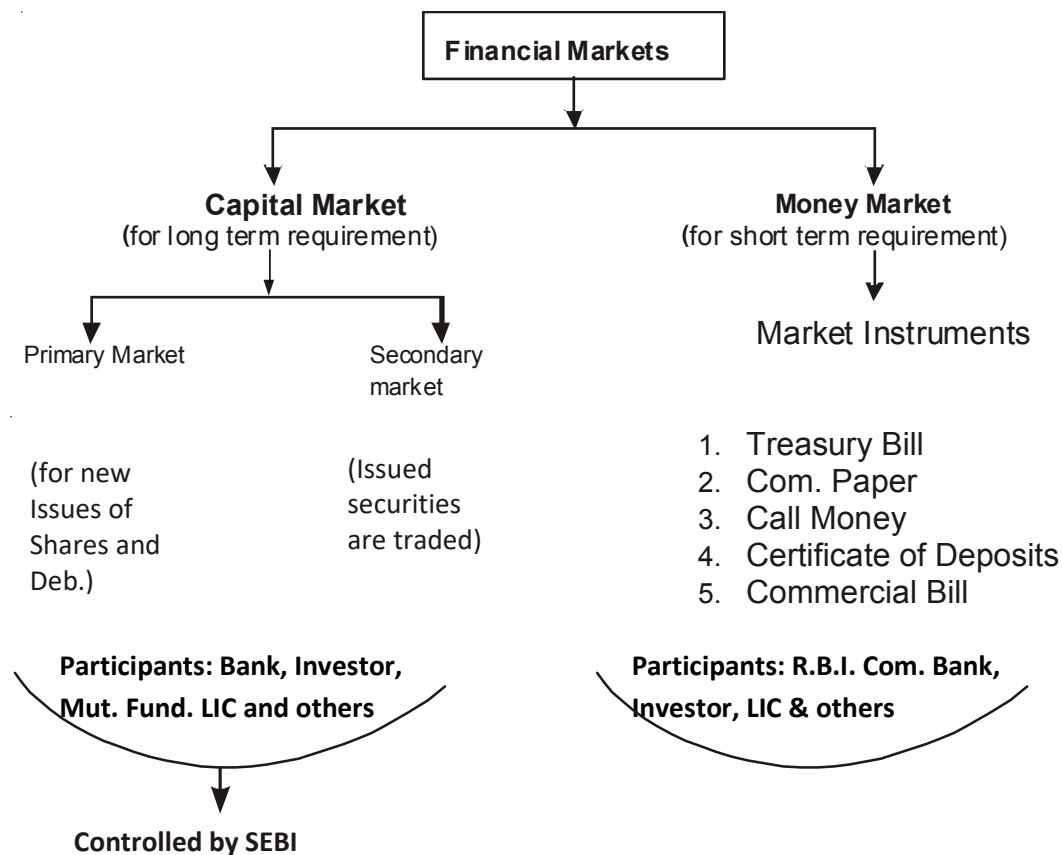 Financial Markets
Capital Market
(for long term requirement)
Money Market
(for short term requirement)
Primary Market
Secondary
market
Market Instruments
(for new
Issues of
Shares and
Deb.)
(Issued
securities
are traded)
1. Treasury Bill
2. Com. Paper
3. Call Money
4. Certificate of Deposits
5. Commercial Bill
Participants: Bank, Investor,
Mut. Fund. LIC and others
Participants: R.B.I. Com. Bank,
Investor, LIC & others
Controlled by SEBI